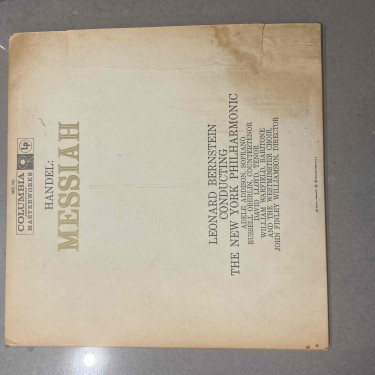 COLUMBIA
MASTERWORKS
LP
HANDEL:
MESSIAH
LEONARD BERNSTEIN
CONDUCTING
THE NEW YORK PHILHARMONIC
ADELE ADDISON, SOPRANO
RUSSELL OBERLIN, COUNTERTENOR
DAVID LLOYD, TENOR
WILLIAM WARFIELD, BARITONE
AND THE WESTMINSTER CHOIR,
JOHN FINLEY WILLIAMSON, DIRECTOR